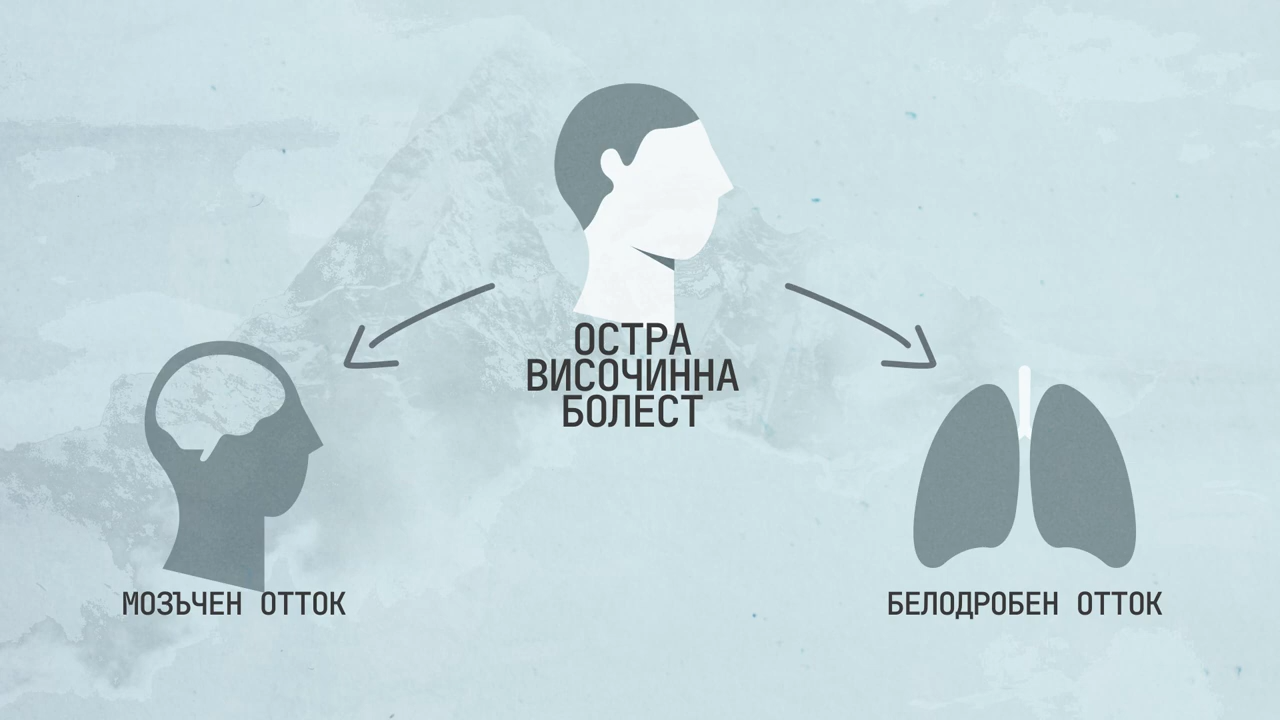 ОСТРА
ВИСОЧИННА
БОЛЕСТ
МОЗЪЧЕН ОТТОК
БЕЛОДРОБЕН ОТТОК